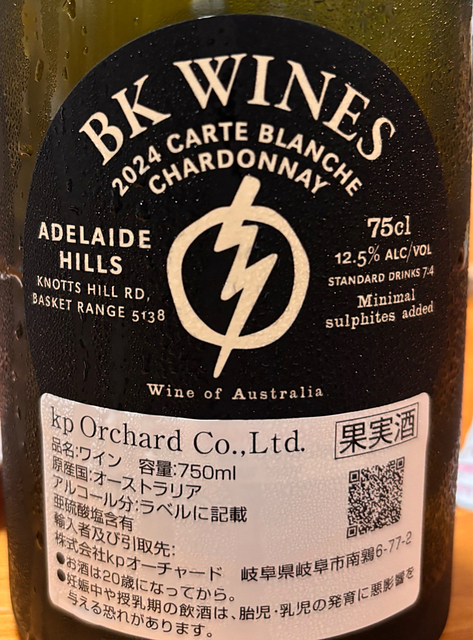 BK WINES
2024 CARTE BLANCHE
CHARDONNAY
ADELAIDE
HILLS
KNOTTS HILL RD,
BASKET RANGE 5138
75cl
12.5% ALC/VOL
STANDARD DRINKS 7.4
Minimal
sulphites added
Wine of Australia
kp Orchard Co.,Ltd.
果実酒
品名:ワイン 容量:750ml
原産国:オーストラリア
アルコール分:ラベルに記載
亜硫酸塩含有
輸入者及び引取先:
株式会社kpオーチャード 岐阜県岐阜市南鶉6-77-2
●お酒は20歳になってから。
●妊娠中や授乳期の飲酒は、胎児・乳児の発育に悪影響を
与える恐れがあります。